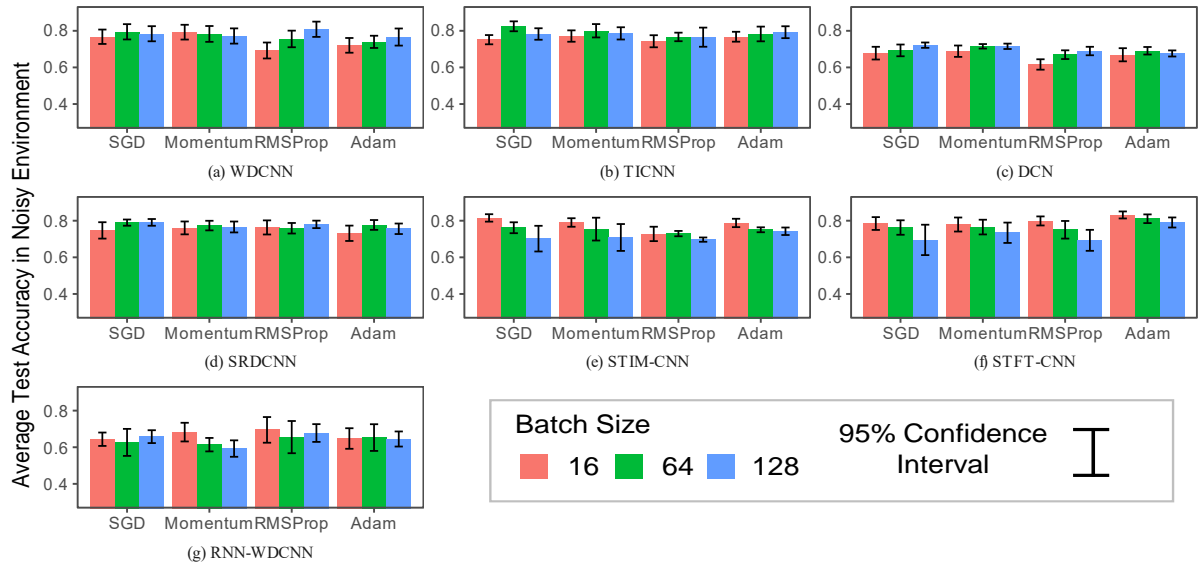 Average Test Accuracy in Noisy Environment
0.8
0.6
0.4
SGD Momentum RMSProp Adam
(a) WDCNN
0.8
0.6
0.4
SGD Momentum RMSProp Adam
(b) TICNN
0.8
0.6
0.4
SGD Momentum RMSProp Adam
(c) DCN
0.8
0.6
0.4
SGD Momentum RMSProp Adam
(d) SRDCNN
0.8
0.6
0.4
SGD Momentum RMSProp Adam
(e) STIM-CNN
0.8
0.6
0.4
SGD Momentum RMSProp Adam
(f) STFT-CNN
0.8
0.6
0.4
SGD Momentum RMSProp Adam
(g) RNN-WDCNN
Batch Size
16 64 128
95% Confidence
Interval